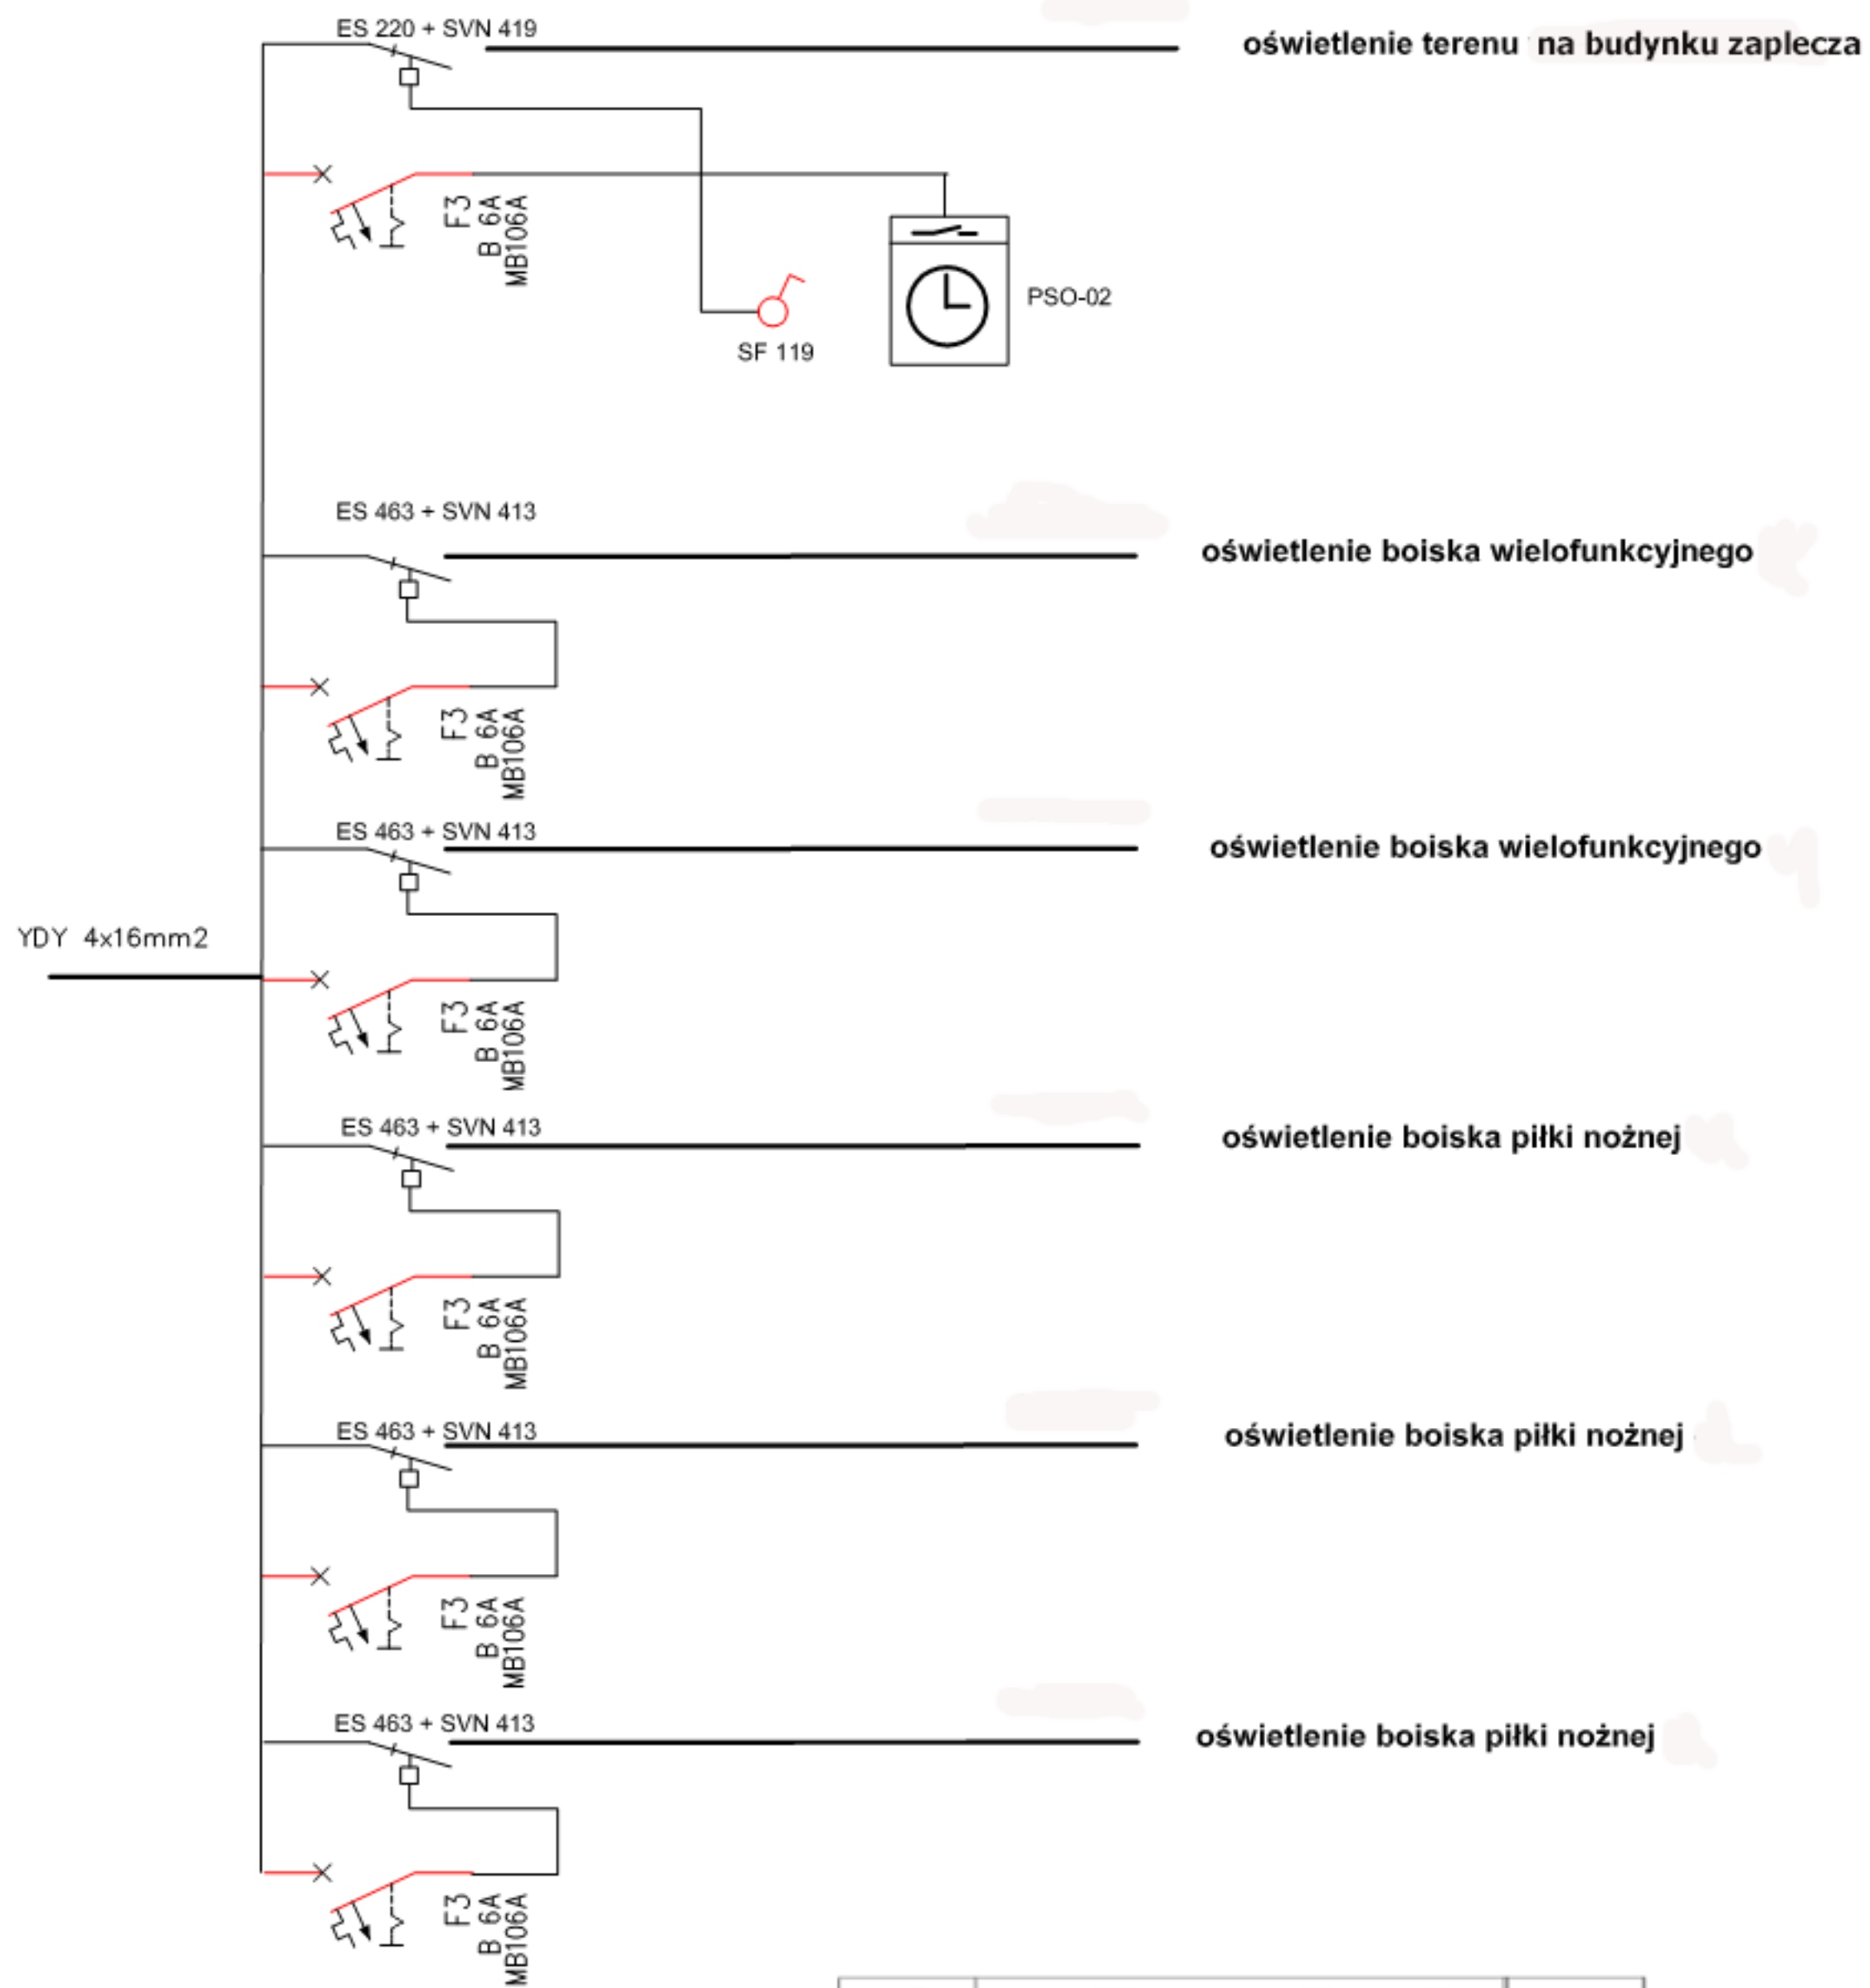 ES 220 + SVN 419
oświetlenie terenu na budynku zaplecza
F3
B 6A
MB106A
PSO-02
SF 119
ES 463 + SVN 413
oświetlenie boiska wielofunkcyjnego
F3
B 6A
MB106A
ES 463 + SVN 413
oświetlenie boiska wielofunkcyjnego
YDY 4x16mm2
F3
B 6A
MB106A
ES 463 + SVN 413
oświetlenie boiska piłki nożnej
F3
B 6A
MB106A
ES 463 + SVN 413
oświetlenie boiska piłki nożnej
F3
B 6A
MB106A
ES 463 + SVN 413
oświetlenie boiska piłki nożnej
F3
B 6A
MB106A